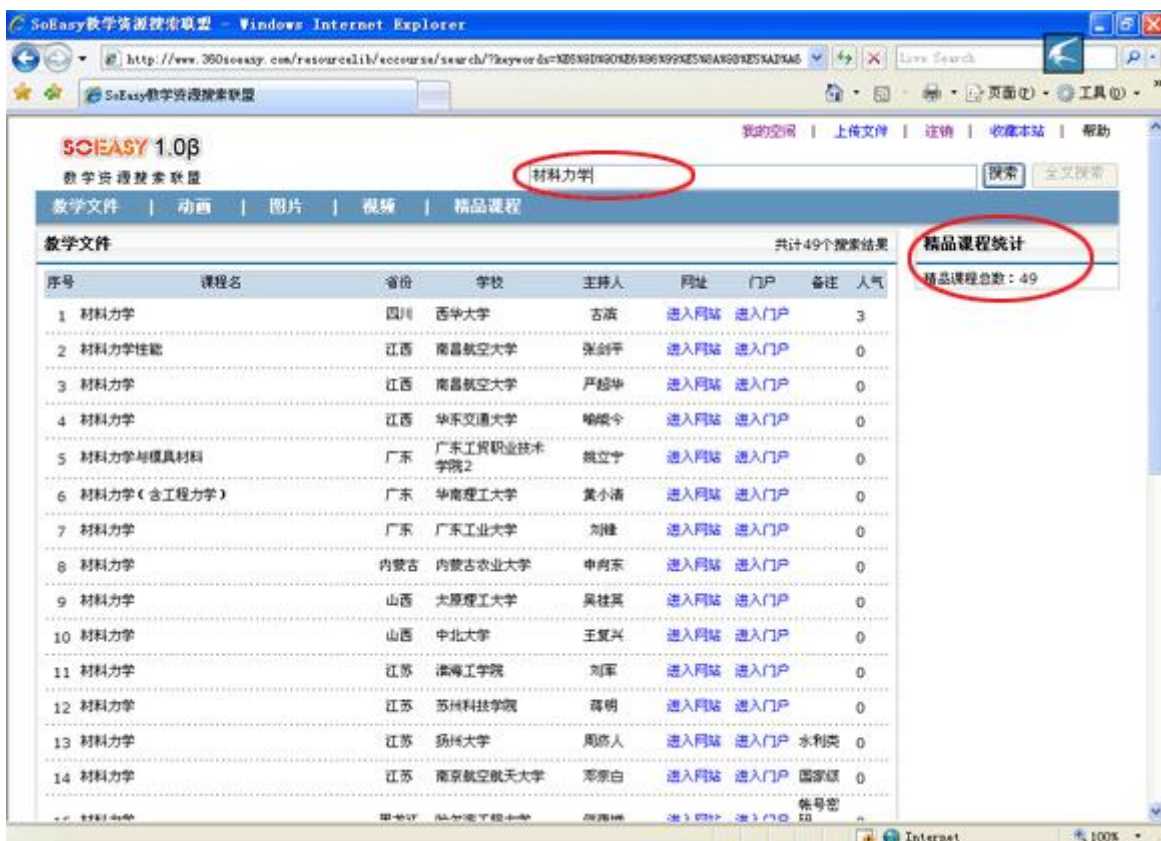 SoEasy教学资源搜索联盟 - Windows Internet Explorer
Live Search
SoEasy教学资源搜索联盟
页面(P) 工具(O)
我的空间 | 上传文件 | 注销 | 收藏本站 | 帮助
SOEASY 1.0β
教学资源搜索联盟
材料力学 搜索 全文搜索
教学文件 | 动画 | 图片 | 视频 | 精品课程
教学文件 共计49个搜索结果 精品课程统计
精品课程总数:49
序号 课程名 省份 学校 主持人 网址 门户 备注 人气
1 材料力学 四川 西华大学 古滨 进入网站 进入门户 3
2 材料力学性能 江西 南昌航空大学 张剑平 进入网站 进入门户 0
3 材料力学 江西 南昌航空大学 严超华 进入网站 进入门户 0
4 材料力学 江西 华东交通大学 进入网站 进入门户 0
5 材料力学与模具材料 广东 广东工贸职业技术学院2 姚立宁 进入网站 进入门户 0
6 材料力学(含工程力学) 广东 华南理工大学 黄小清 进入网站 进入门户 0
7 材料力学 广东 广东工业大学 刘锋 进入网站 进入门户 0
8 材料力学 内蒙古 内蒙古农业大学 申向东 进入网站 进入门户 0
9 材料力学 山西 太原理工大学 吴桂英 进入网站 进入门户 0
10 材料力学 山西 中北大学 王复兴 进入网站 进入门户 0
11 材料力学 江苏 淮海工学院 刘军 进入网站 进入门户 0
12 材料力学 江苏 苏州科技学院 蒋明 进入网站 进入门户 0
13 材料力学 江苏 扬州大学 进入网站 进入门户 水利类 0
14 材料力学 江苏 南京航空航天大学 邓宗白 进入网站 进入门户 国家级 0
帐号密
Internet 100%